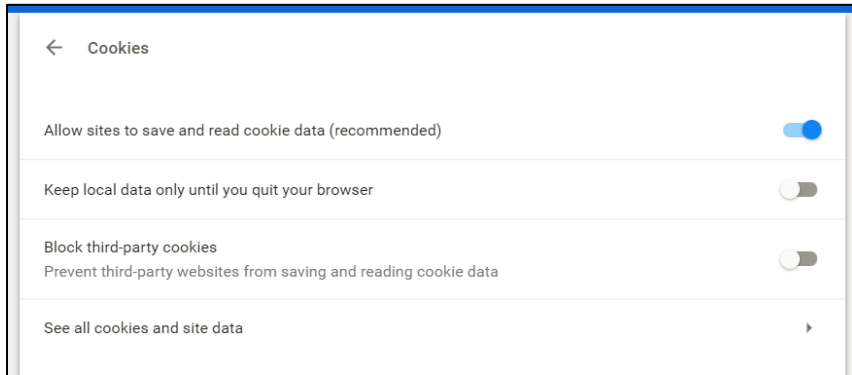 Cookies
Allow sites to save and read cookie data (recommended)
Keep local data only until you quit your browser
Block third-party cookies
Prevent third-party websites from saving and reading cookie data
See all cookies and site data